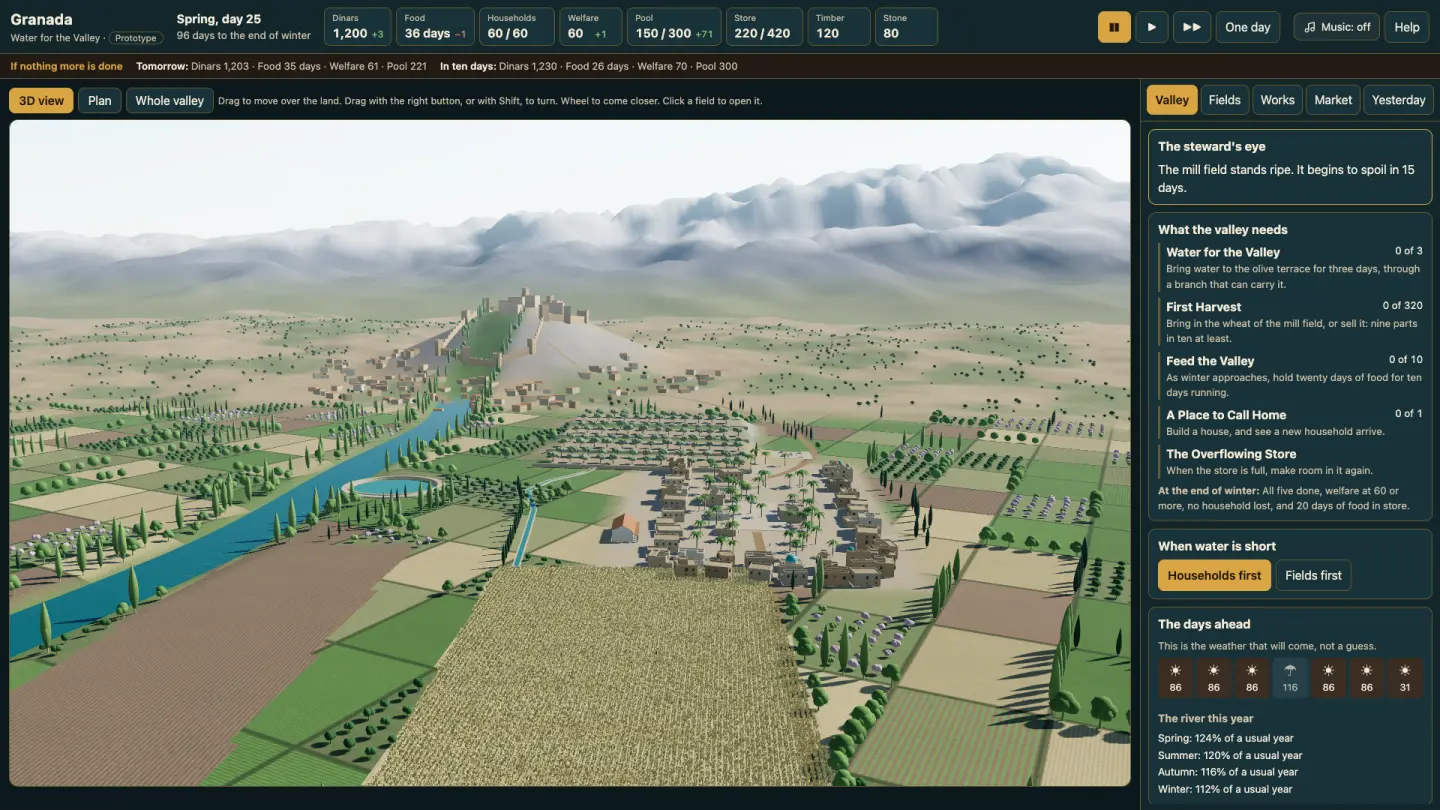 Granada
Water for the Valley · Prototype
Spring, day 25
96 days to the end of winter
Dinars
1,200 +3
Food
36 days −1
Households
60 / 60
Welfare
60 +1
Pool
150 / 300 +71
Store
220 / 420
Timber
120
Stone
80
One day
Music: off
Help
If nothing more is done Tomorrow: Dinars 1,203 · Food 35 days · Welfare 61 · Pool 221 In ten days: Dinars 1,230 · Food 26 days · Welfare 70 · Pool 300
3D view
Plan
Whole valley
Drag to move over the land. Drag with the right button, or with Shift, to turn. Wheel to come closer. Click a field to open it.
Valley
Fields
Works
Market
Yesterday
The steward's eye
The mill field stands ripe. It begins to spoil in 15
days.
What the valley needs
Water for the Valley 0 of 3
Bring water to the olive terrace for three days, through
a branch that can carry it.
First Harvest 0 of 320
Bring in the wheat of the mill field, or sell it: nine parts
in ten at least.
Feed the Valley 0 of 10
As winter approaches, hold twenty days of food for ten
days running.
A Place to Call Home 0 of 1
Build a house, and see a new household arrive.
The Overflowing Store
When the store is full, make room in it again.
At the end of winter: All five done, welfare at 60 or
more, no household lost, and 20 days of food in store.
When water is short
Households first
Fields first
The days ahead
This is the weather that will come, not a guess.
86 86 86 116 86 86 31
The river this year
Spring: 124% of a usual year
Summer: 120% of a usual year
Autumn: 116% of a usual year
Winter: 112% of a usual year